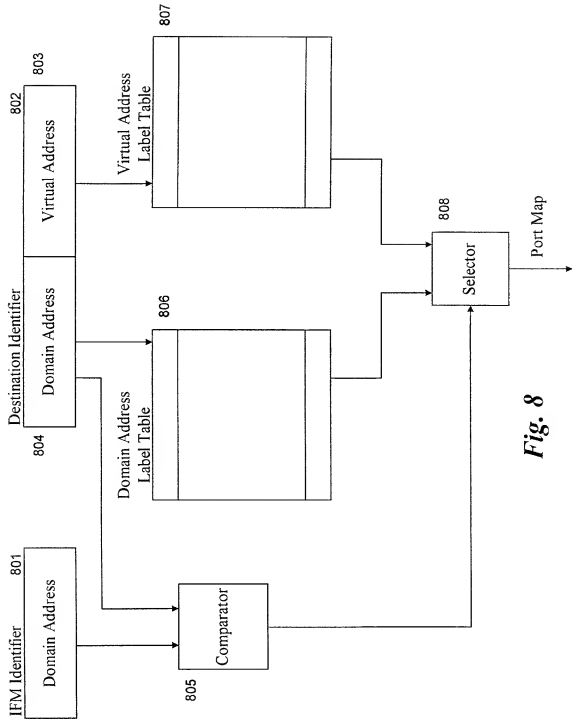 IFM Identifier
801
Domain Address
Destination Identifier
802
804
803
Domain Address
Virtual Address
Domain Address
Label Table
806
Virtual Address
Label Table
807
805
Comparator
808
Selector
Port Map
Fig. 8